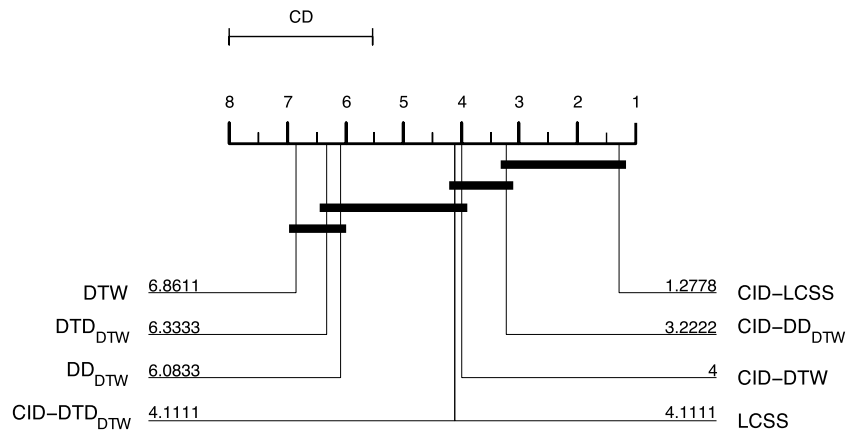 CD
8 7 6 5 4 3 2 1
DTW 6.8611 1.2778 CID−LCSS
DTD_DTW 6.3333 3.2222 CID−DD_DTW
DD_DTW 6.0833 4 CID−DTW
CID−DTD_DTW 4.1111 4.1111 LCSS